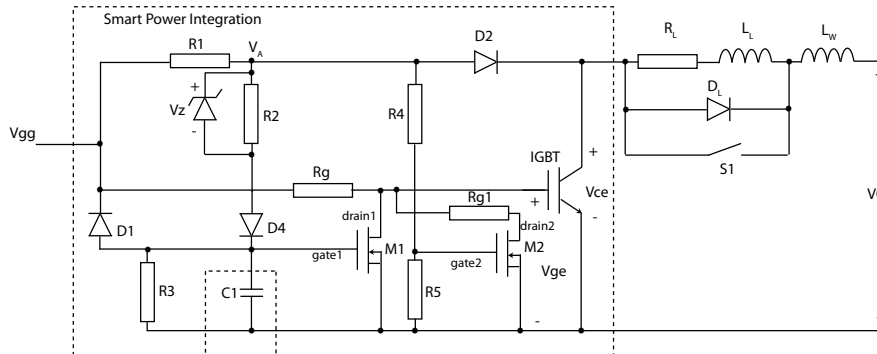 Smart Power Integration
R1
V_A
D2
R_L
L_L
L_W
+
Vz
-
R2
R4
D_L
Vgg
S1
Rg
IGBT
+
+
Vce
-
Rg1
drain1
drain2
D1
D4
M1
M2
gate1
gate2
Vge
R3
C1
R5
-